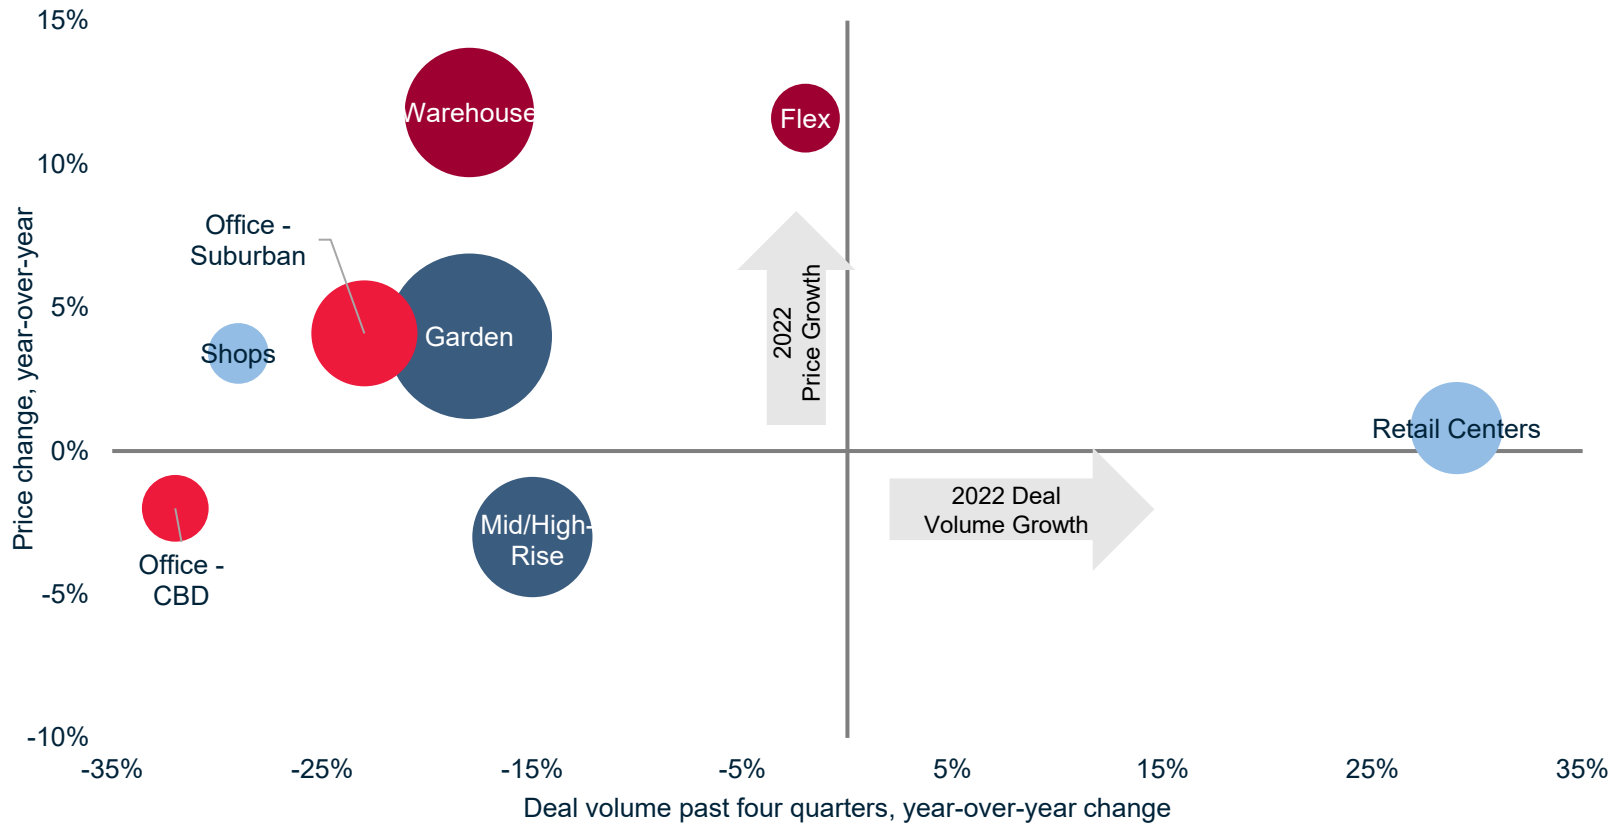 15%
10%
5%
0%
-5%
-10%
Price change, year-over-year
Warehouse
Flex
Office -
Suburban
Garden
Shops
2022
Price Growth
Retail Centers
2022 Deal
Volume Growth
Mid/High-
Rise
Office -
CBD
-35%
-25%
-15%
-5%
5%
15%
25%
35%
Deal volume past four quarters, year-over-year change